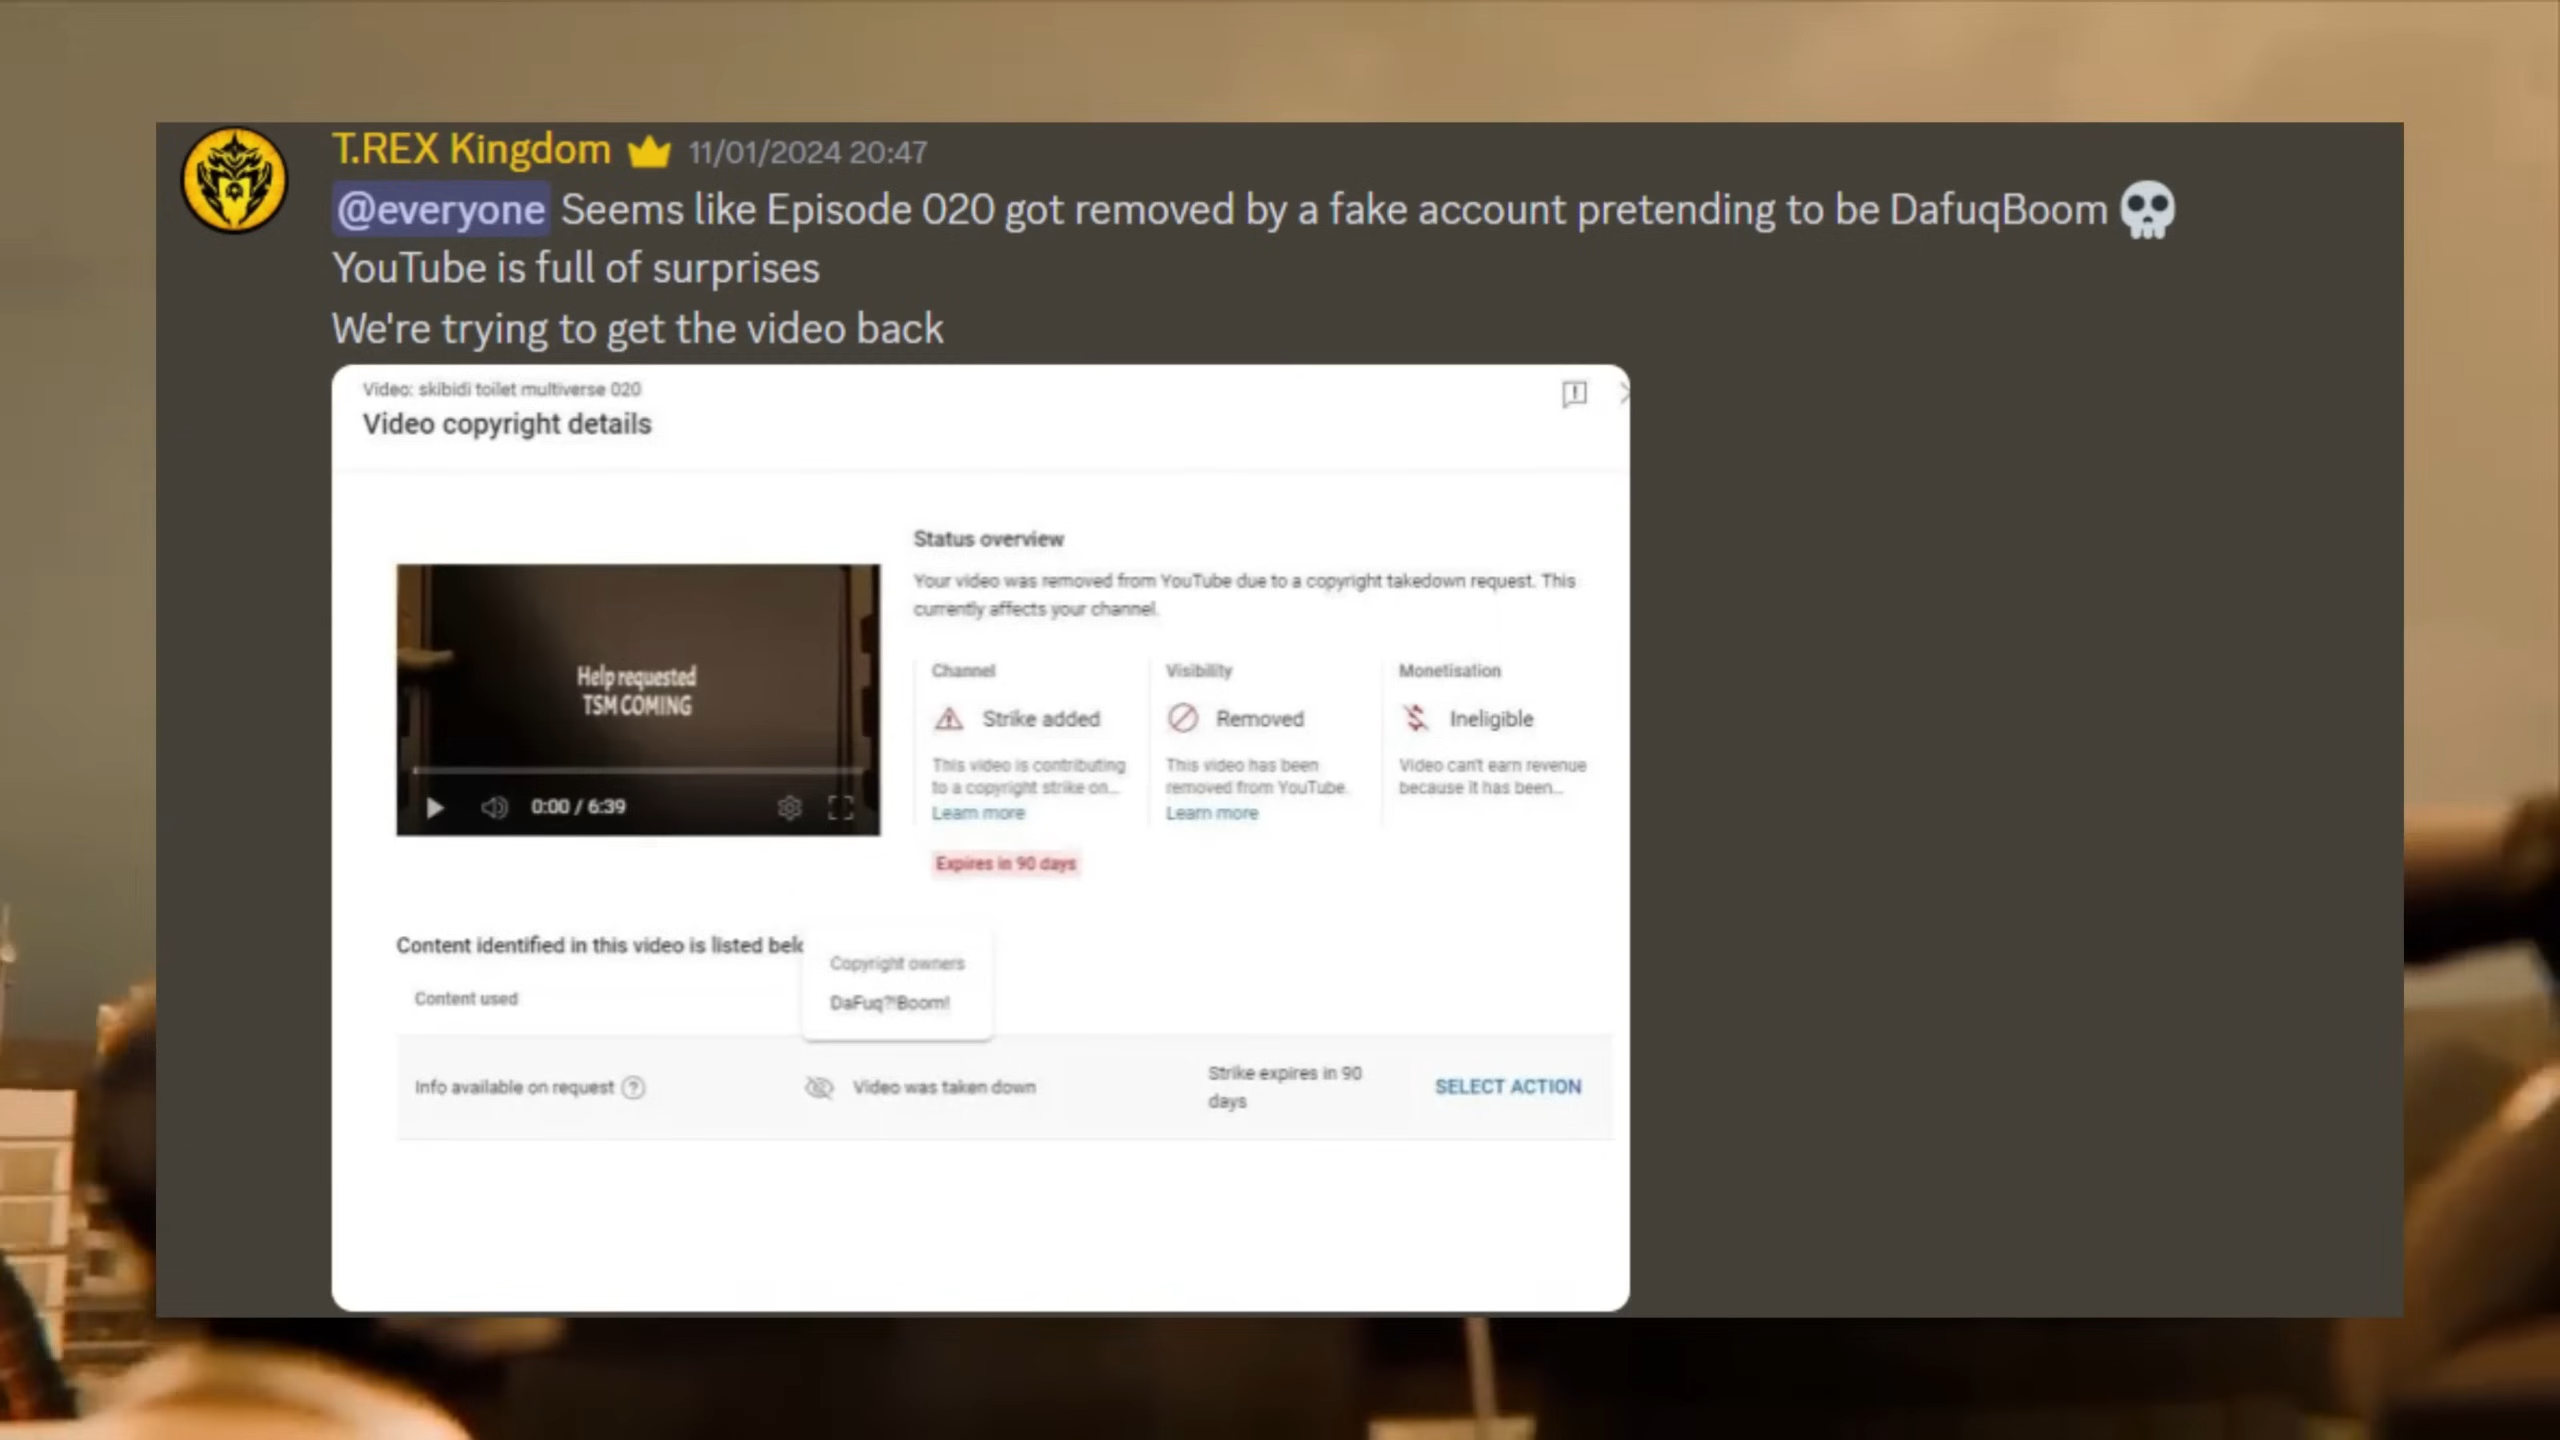 T.REX Kingdom 11/01/2024 20:47
@everyone Seems like Episode 020 got removed by a fake account pretending to be DafuqBoom
YouTube is full of surprises
We're trying to get the video back
Video: skibidi toilet multiverse 020
Video copyright details
Status overview
Your video was removed from YouTube due to a copyright takedown request. This
currently affects your channel.
Help requested
TSM COMING
0:00 / 6:39
Channel
Strike added
This video is contributing
to a copyright strike on...
Learn more
Expires in 90 days
Visibility
Removed
This video has been
removed from YouTube.
Learn more
Monetisation
Ineligible
Video can't earn revenue
because it has been...
Content identified in this video is listed belo
Copyright owners
DaFuq?!Boom!
Content used
Info available on request
Video was taken down
Strike expires in 90
days
SELECT ACTION